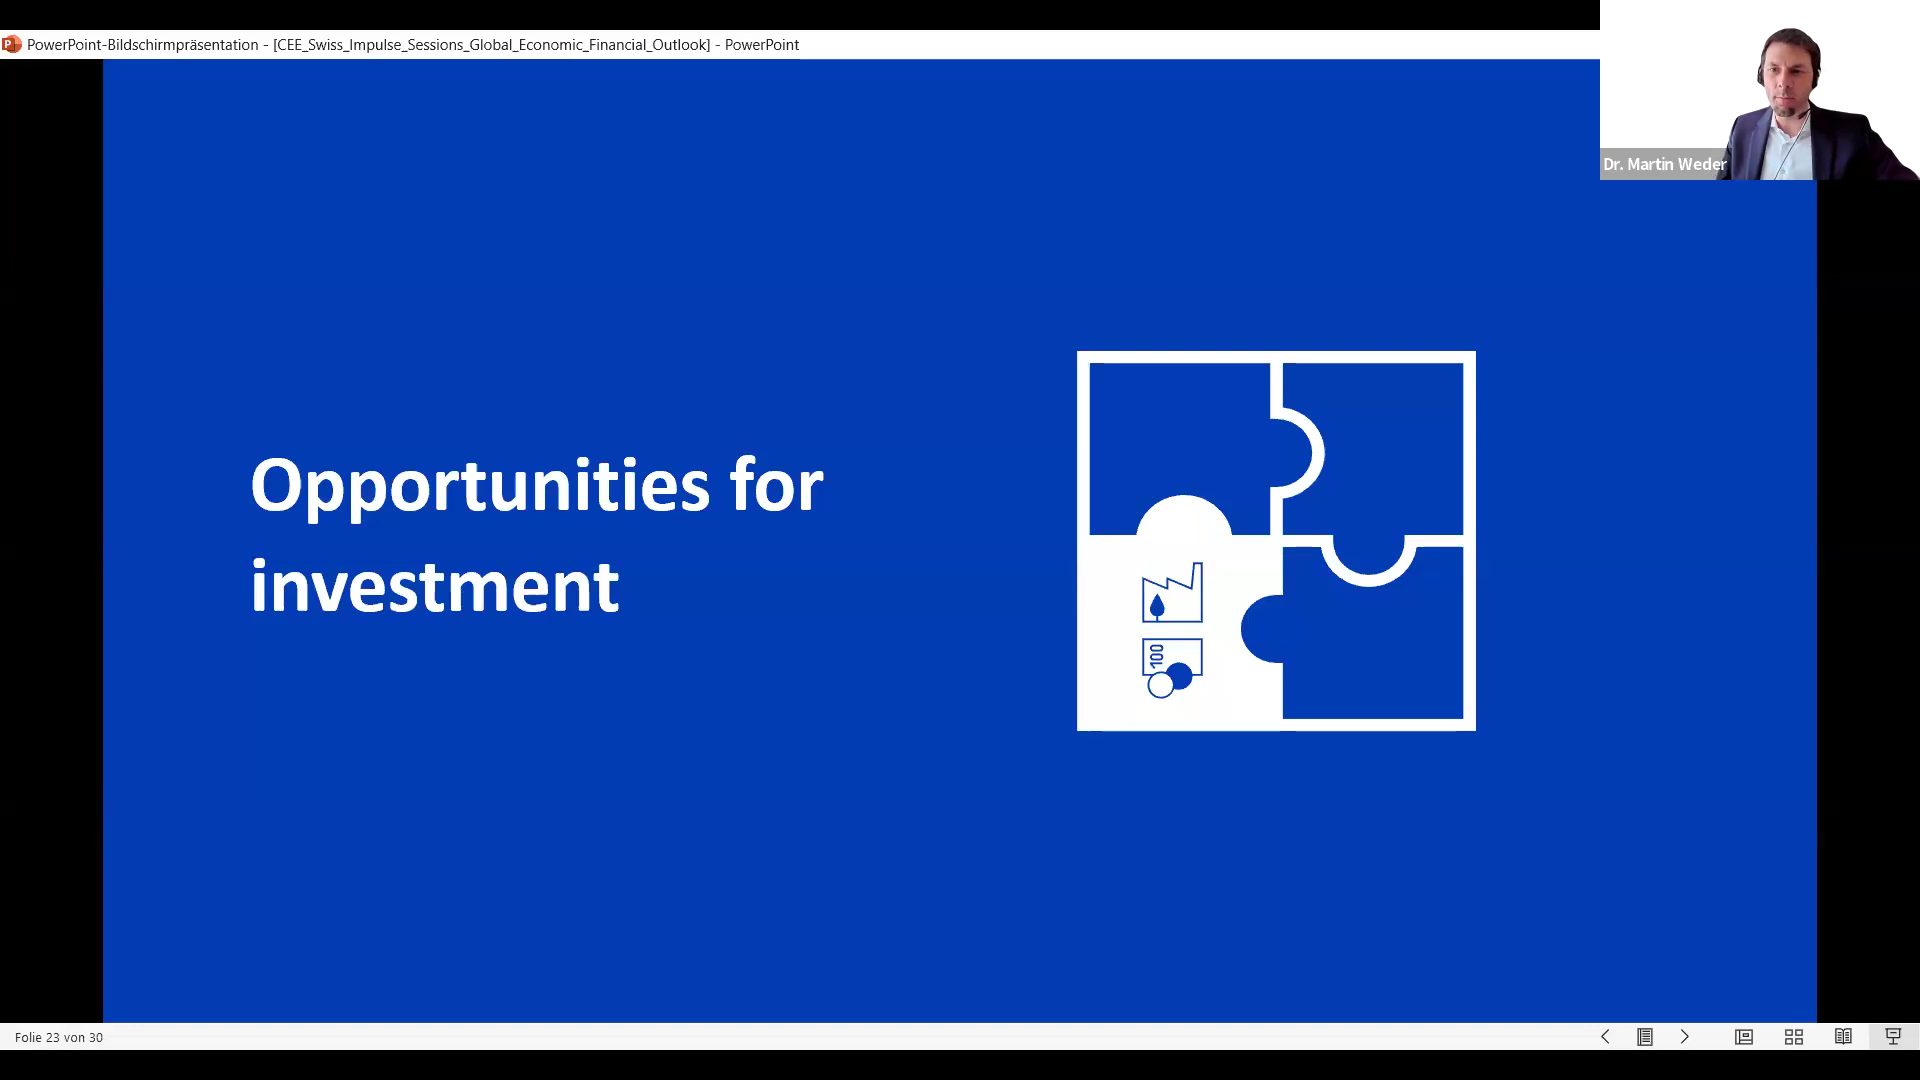 PowerPoint-Bildschirmpräsentation - [CEE_Swiss_Impulse_Sessions_Global_Economic_Financial_Outlook] - PowerPoint
Dr. Martin Weder
Opportunities for
investment
100
Folie 23 von 30